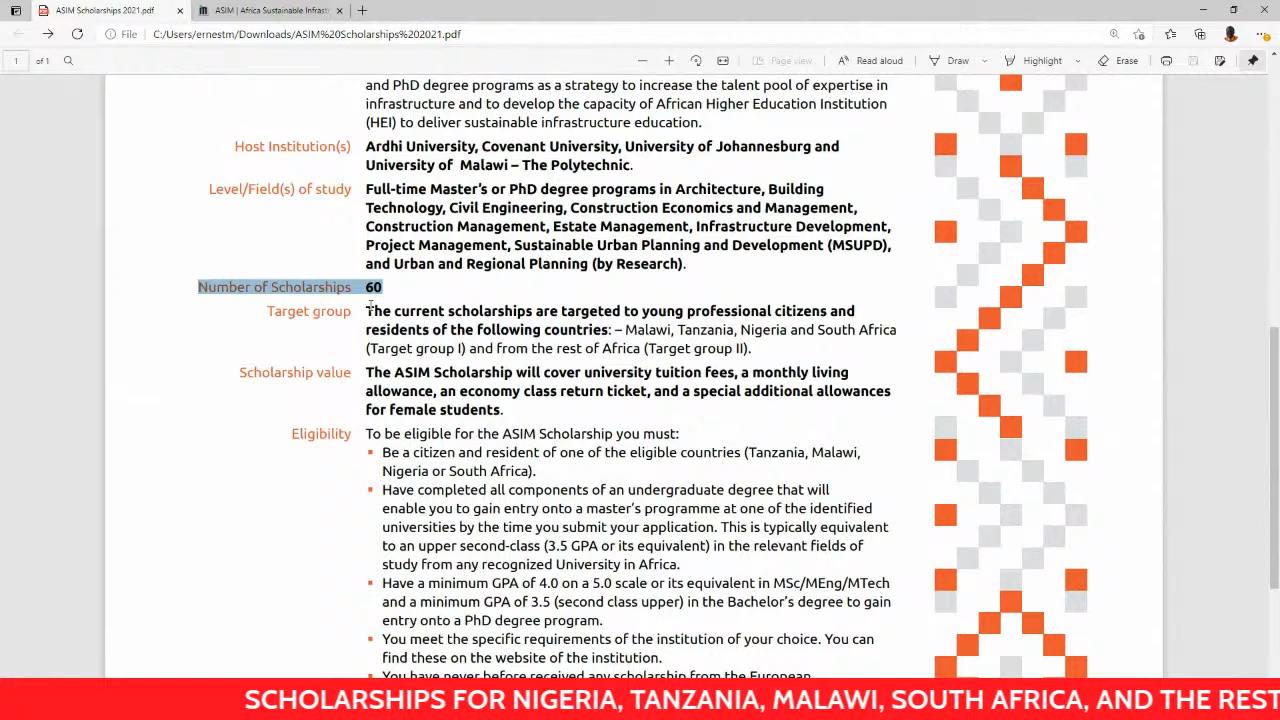 ASIM Scholarships 2021.pdf
ASIM | Africa Sustainable Infrast
File C:/Users/ernestm/Downloads/ASIM%20Scholarships%202021.pdf
1 of 1
Page view
Read aloud
Draw
Highlight
Erase
and PhD degree programs as a strategy to increase the talent pool of expertise in
infrastructure and to develop the capacity of African Higher Education Institution
(HEI) to deliver sustainable infrastructure education.
Host Institution(s) Ardhi University, Covenant University, University of Johannesburg and
University of Malawi – The Polytechnic.
Level/Field(s) of study Full-time Master's or PhD degree programs in Architecture, Building
Technology, Civil Engineering, Construction Economics and Management,
Construction Management, Estate Management, Infrastructure Development,
Project Management, Sustainable Urban Planning and Development (MSUPD),
and Urban and Regional Planning (by Research).
Number of Scholarships 60
Target group The current scholarships are targeted to young professional citizens and
residents of the following countries: – Malawi, Tanzania, Nigeria and South Africa
(Target group I) and from the rest of Africa (Target group II).
Scholarship value The ASIM Scholarship will cover university tuition fees, a monthly living
allowance, an economy class return ticket, and a special additional allowances
for female students.
Eligibility To be eligible for the ASIM Scholarship you must:
Be a citizen and resident of one of the eligible countries (Tanzania, Malawi,
Nigeria or South Africa).
Have completed all components of an undergraduate degree that will
enable you to gain entry onto a master's programme at one of the identified
universities by the time you submit your application. This is typically equivalent
to an upper second-class (3.5 GPA or its equivalent) in the relevant fields of
study from any recognized University in Africa.
Have a minimum GPA of 4.0 on a 5.0 scale or its equivalent in MSc/MEng/MTech
and a minimum GPA of 3.5 (second class upper) in the Bachelor's degree to gain
entry onto a PhD degree program.
You meet the specific requirements of the institution of your choice. You can
find these on the website of the institution.
You have never before received any scholarship from the European
SCHOLARSHIPS FOR NIGERIA, TANZANIA, MALAWI, SOUTH AFRICA, AND THE REST